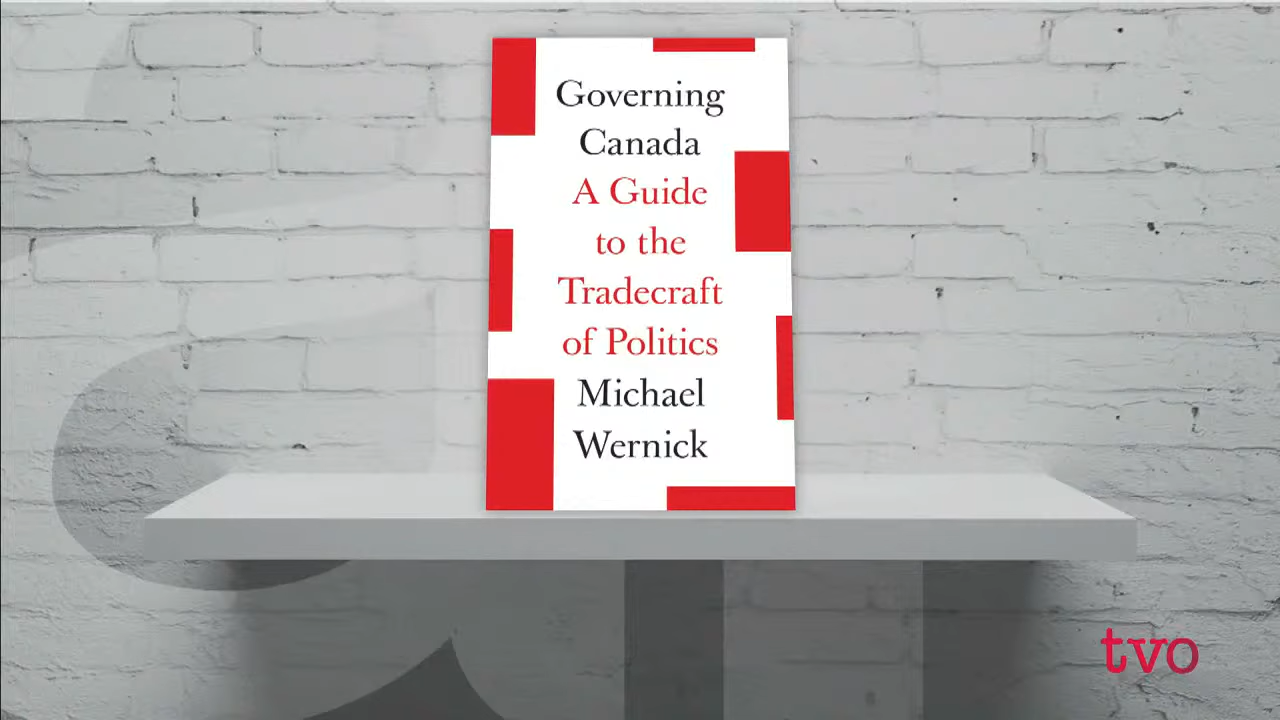 Governing
Canada
A Guide
to the
Tradecraft
of Politics
Michael
Wernick
tvo